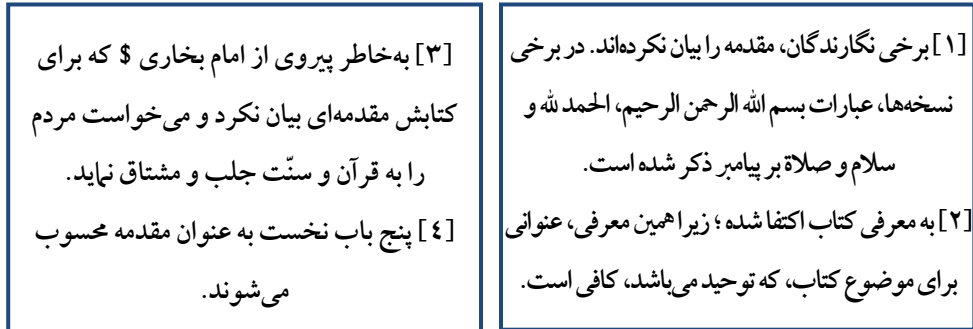 [۱] برخی نگارندگان، مقدمه را بیان نکرده‌اند. در برخی
نسخه‌ها، عبارات بسم الله الرحمن الرحیم، الحمد لله و
سلام و صلاة بر پیامبر ذکر شده است.
[۲] به معرفی کتاب اکتفا شده؛ زیرا همین معرفی، عنوانی
برای موضوع کتاب، که توحید می‌باشد، کافی است.
[۳] به‌خاطر پیروی از امام بخاری $ که برای
کتابش مقدمه‌ای بیان نکرد و می‌خواست مردم
را به قرآن و سنّت جلب و مشتاق نماید.
[٤] پنج باب نخست به عنوان مقدمه محسوب
می‌شوند.